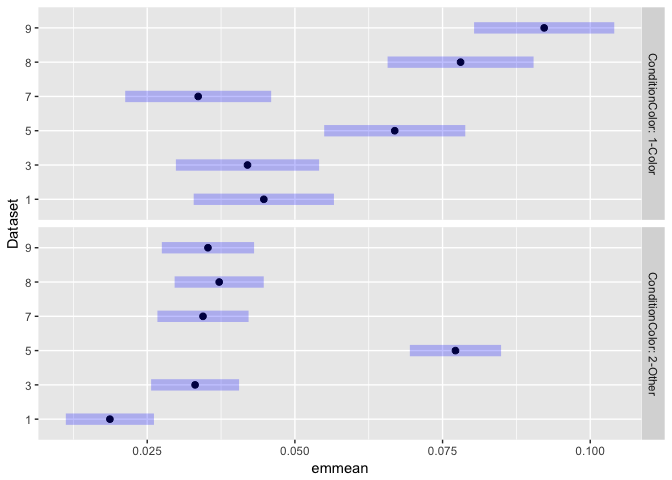 9
8
7
5
3
1
ConditionColor: 1-Color
9
8
7
5
3
1
ConditionColor: 2-Other
Dataset
0.025 0.050 0.075 0.100
emmean